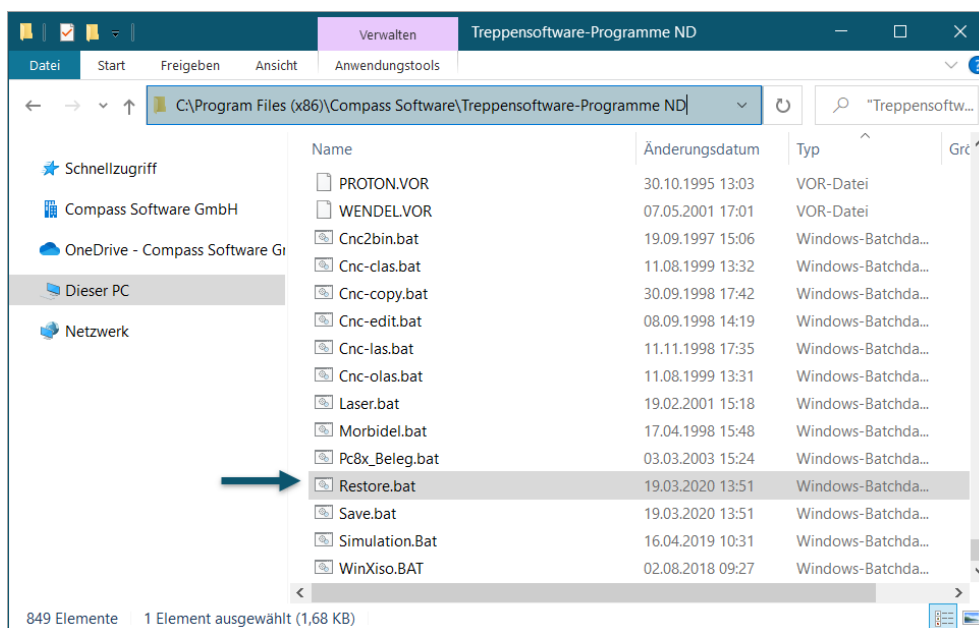 Verwalten Treppensoftware-Programme ND
Datei Start Freigeben Ansicht Anwendungstools
C:\Program Files (x86)\Compass Software\Treppensoftware-Programme ND "Treppensoftw...
Schnellzugriff
Compass Software GmbH
OneDrive - Compass Software Gr
Dieser PC
Netzwerk
Name Änderungsdatum Typ Grö
PROTON.VOR 30.10.1995 13:03 VOR-Datei
WENDEL.VOR 07.05.2001 17:01 VOR-Datei
Cnc2bin.bat 19.09.1997 15:06 Windows-Batchda...
Cnc-clas.bat 11.08.1999 13:32 Windows-Batchda...
Cnc-copy.bat 30.09.1998 17:42 Windows-Batchda...
Cnc-edit.bat 08.09.1998 14:19 Windows-Batchda...
Cnc-las.bat 11.11.1998 17:35 Windows-Batchda...
Cnc-olas.bat 11.08.1999 13:31 Windows-Batchda...
Laser.bat 19.02.2001 15:18 Windows-Batchda...
Morbidel.bat 17.04.1998 15:48 Windows-Batchda...
Pc8x_Beleg.bat 03.03.2003 15:24 Windows-Batchda...
Restore.bat 19.03.2020 13:51 Windows-Batchda...
Save.bat 19.03.2020 13:51 Windows-Batchda...
Simulation.Bat 16.04.2019 10:31 Windows-Batchda...
WinXiso.BAT 02.08.2018 09:27 Windows-Batchda...
849 Elemente 1 Element ausgewählt (1,68 KB)